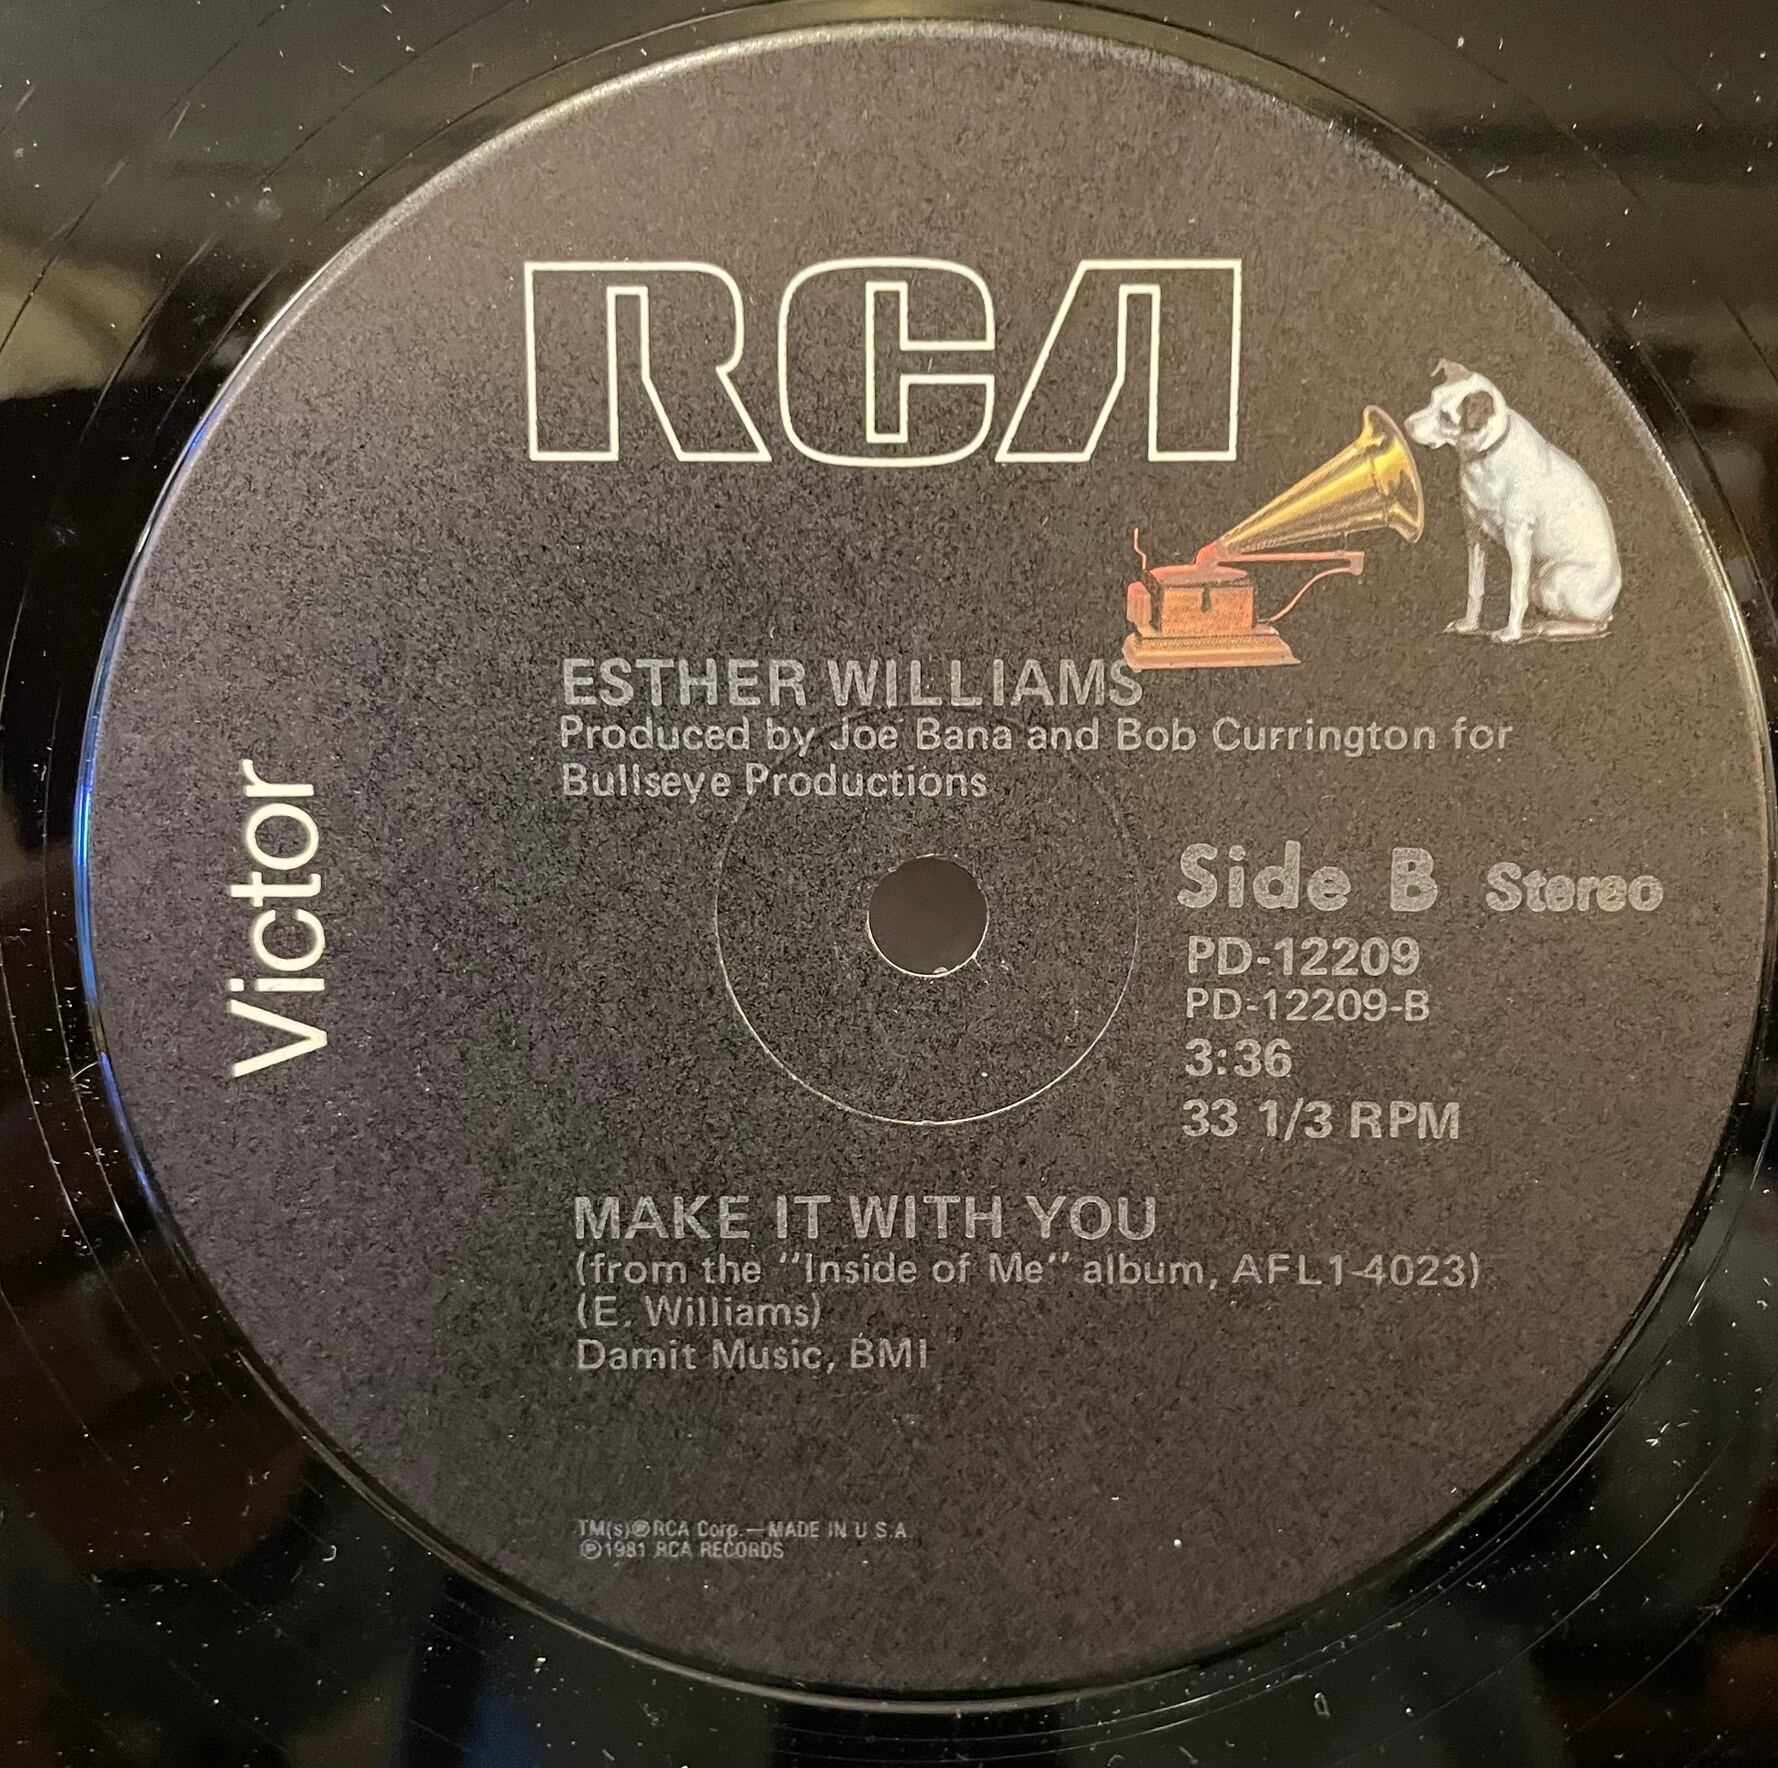 RCA
Victor
ESTHER WILLIAMS
Produced by Joe Bana and Bob Currington for
Bullseye Productions
Side B Stereo
PD-12209
PD-12209-B
3:36
33 1/3 RPM
MAKE IT WITH YOU
(from the "Inside of Me" album, AFL1-4023)
(E. Williams)
Damit Music, BMI
TM(s)®RCA Corp.—MADE IN U.S.A.
℗1981 RCA RECORDS